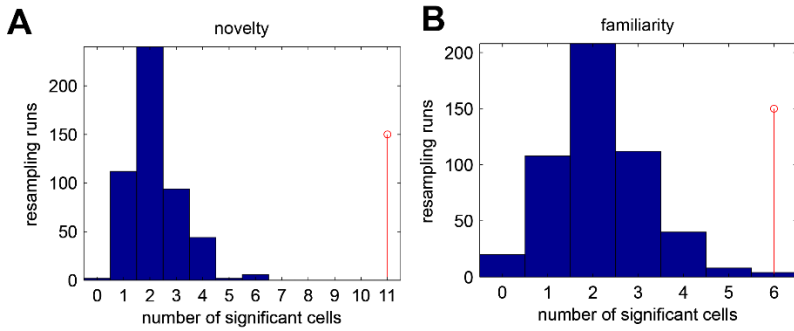 A
novelty
resampling runs
200
150
100
50
0
0 1 2 3 4 5 6 7 8 9 10 11
number of significant cells
B
familiarity
resampling runs
200
150
100
50
0
0 1 2 3 4 5 6
number of significant cells